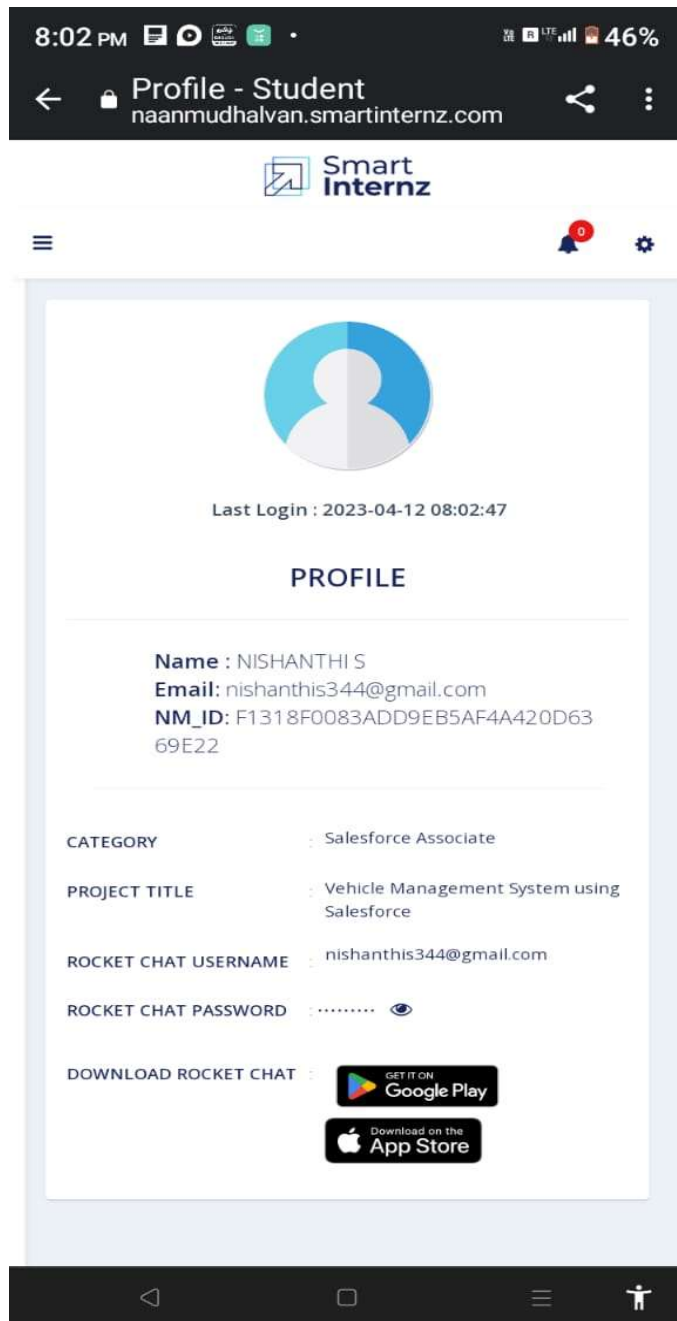 8:02 PM 46%
Profile - Student
naanmudhalvan.smartinternz.com
Smart
Internz
0
Last Login : 2023-04-12 08:02:47
PROFILE
Name : NISHANTHI S
Email: nishanthis344@gmail.com
NM_ID: F1318F0083ADD9EB5AF4A420D63
69E22
CATEGORY : Salesforce Associate
PROJECT TITLE : Vehicle Management System using
Salesforce
ROCKET CHAT USERNAME : nishanthis344@gmail.com
ROCKET CHAT PASSWORD : ·········
DOWNLOAD ROCKET CHAT :
GET IT ON
Google Play
Download on the
App Store